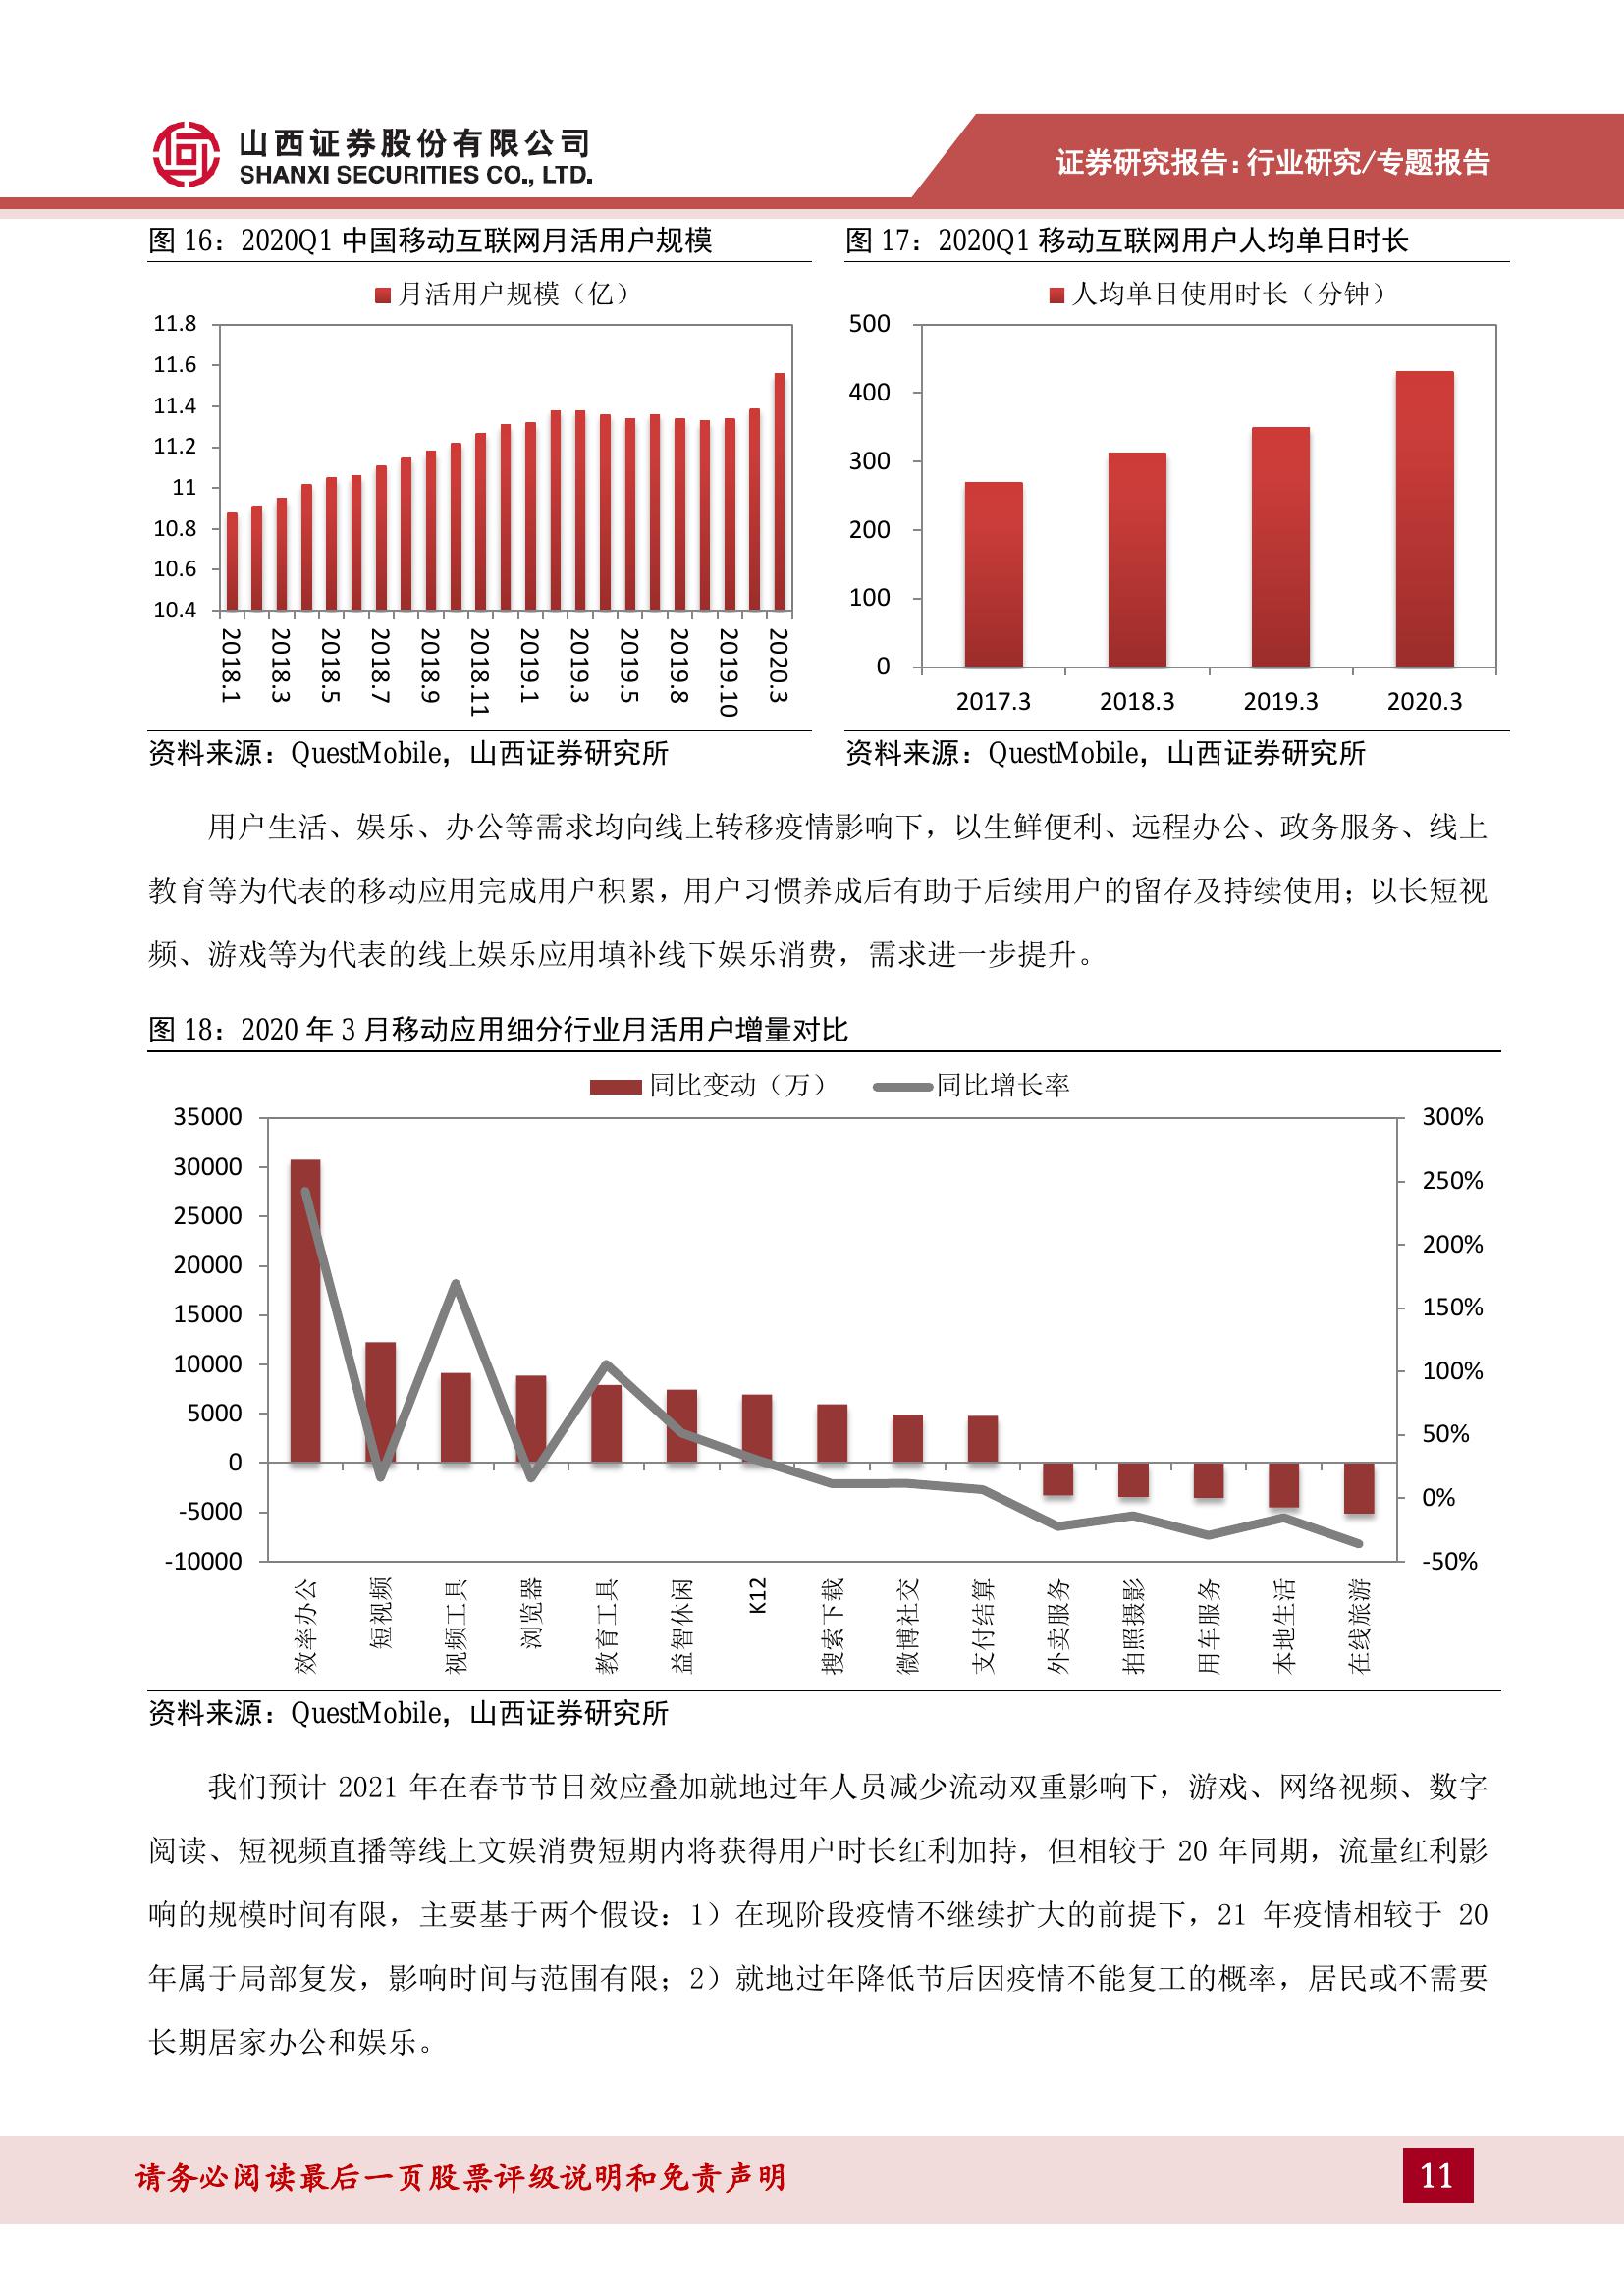 山西证券股份有限公司
SHANXI SECURITIES CO., LTD.
证券研究报告：行业研究/专题报告
图 16：2020Q1 中国移动互联网月活用户规模
月活用户规模（亿）
11.8
11.6
11.4
11.2
11
10.8
10.6
10.4
2018.1
2018.3
2018.5
2018.7
2018.9
2018.11
2019.1
2019.3
2019.5
2019.8
2019.10
2020.3
资料来源：QuestMobile，山西证券研究所
图 17：2020Q1 移动互联网用户人均单日时长
人均单日使用时长（分钟）
500
400
300
200
100
0
2017.3
2018.3
2019.3
2020.3
资料来源：QuestMobile，山西证券研究所
用户生活、娱乐、办公等需求均向线上转移疫情影响下，以生鲜便利、远程办公、政务服务、线上
教育等为代表的移动应用完成用户积累，用户习惯养成后有助于后续用户的留存及持续使用；以长短视
频、游戏等为代表的线上娱乐应用填补线下娱乐消费，需求进一步提升。
图 18：2020 年 3 月移动应用细分行业月活用户增量对比
同比变动（万）
同比增长率
35000
30000
25000
20000
15000
10000
5000
0
-5000
-10000
300%
250%
200%
150%
100%
50%
0%
-50%
效率办公
短视频
视频工具
浏览器
教育工具
益智休闲
K12
搜索下载
微博社交
支付结算
外卖服务
拍照摄影
用车服务
本地生活
在线旅游
资料来源：QuestMobile，山西证券研究所
我们预计 2021 年在春节节日效应叠加就地过年人员减少流动双重影响下，游戏、网络视频、数字
阅读、短视频直播等线上文娱消费短期内将获得用户时长红利加持，但相较于 20 年同期，流量红利影
响的规模时间有限，主要基于两个假设：1）在现阶段疫情不继续扩大的前提下，21 年疫情相较于 20
年属于局部复发，影响时间与范围有限；2）就地过年降低节后因疫情不能复工的概率，居民或不需要
长期居家办公和娱乐。
请务必阅读最后一页股票评级说明和免责声明
11